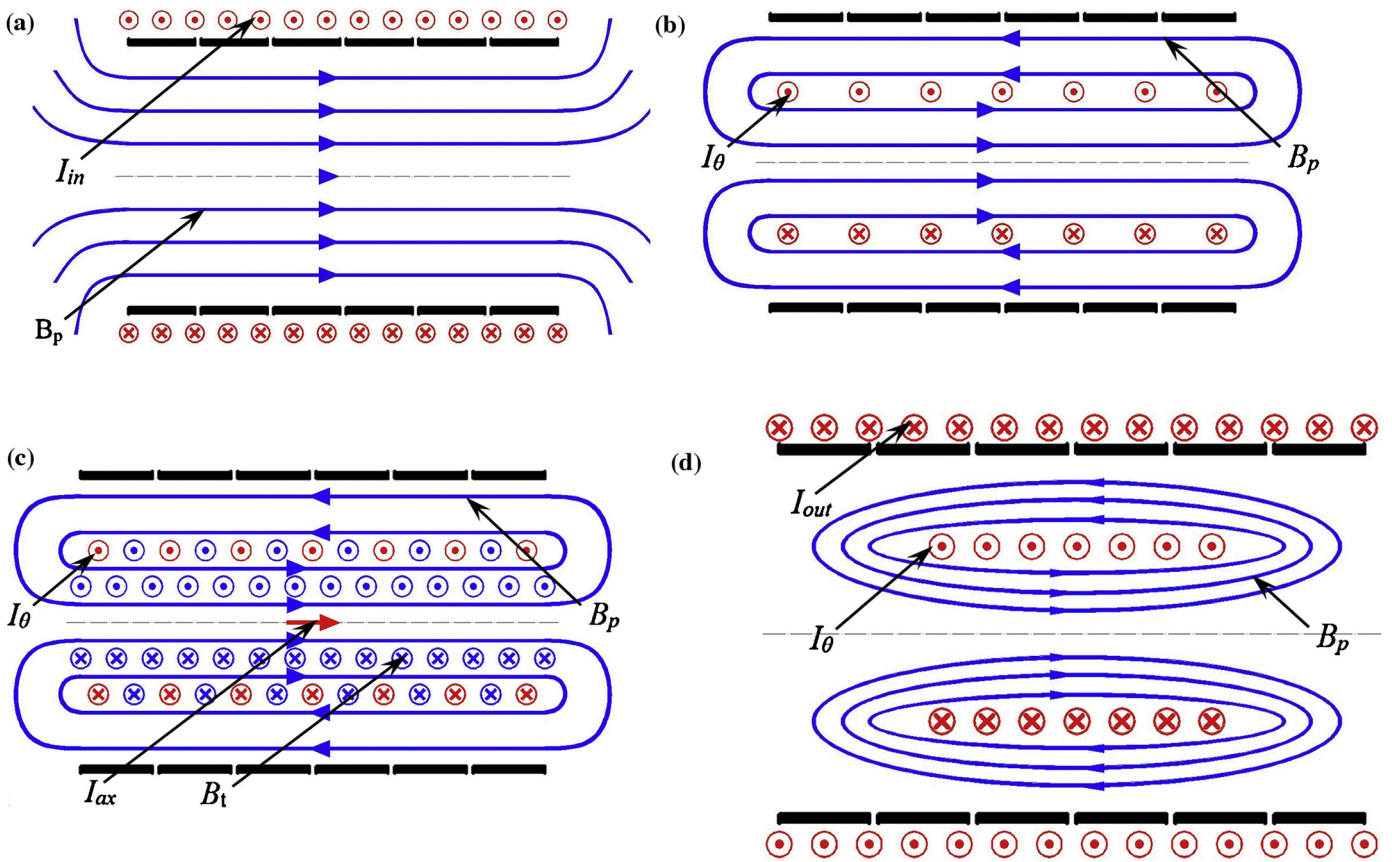 (a)
I_in
B_p
(b)
I_θ
B_p
(c)
I_θ
B_p
I_ax
B_t
(d)
I_out
I_θ
B_p